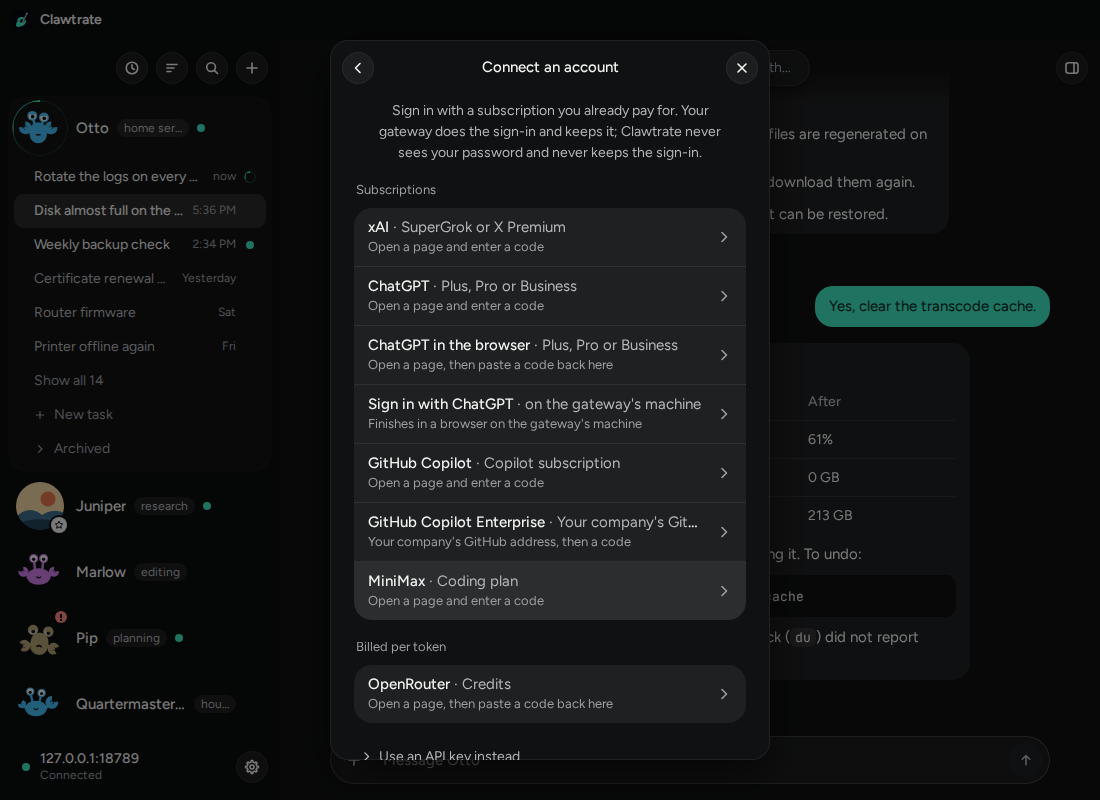 Clawtrate
Otto
home ser...
Rotate the logs on every ...
now
Disk almost full on the ...
5:36 PM
Weekly backup check
2:34 PM
Certificate renewal ...
Yesterday
Router firmware
Sat
Printer offline again
Fri
Show all 14
+ New task
Archived
Juniper
research
Marlow
editing
!
Pip
planning
Quartermaster...
hou...
127.0.0.1:18789
Connected
Connect an account
Sign in with a subscription you already pay for. Your
gateway does the sign-in and keeps it; Clawtrate never
sees your password and never keeps the sign-in.
Subscriptions
xAI · SuperGrok or X Premium
Open a page and enter a code
ChatGPT · Plus, Pro or Business
Open a page and enter a code
ChatGPT in the browser · Plus, Pro or Business
Open a page, then paste a code back here
Sign in with ChatGPT · on the gateway's machine
Finishes in a browser on the gateway's machine
GitHub Copilot · Copilot subscription
Open a page and enter a code
GitHub Copilot Enterprise · Your company's Git...
Your company's GitHub address, then a code
MiniMax · Coding plan
Open a page and enter a code
Billed per token
OpenRouter · Credits
Open a page, then paste a code back here
Use an API key instead
th...
files are regenerated on
download them again.
t can be restored.
Yes, clear the transcode cache.
After
61%
0 GB
213 GB
ng it. To undo:
cache
ck ( du ) did not report
Message Otto